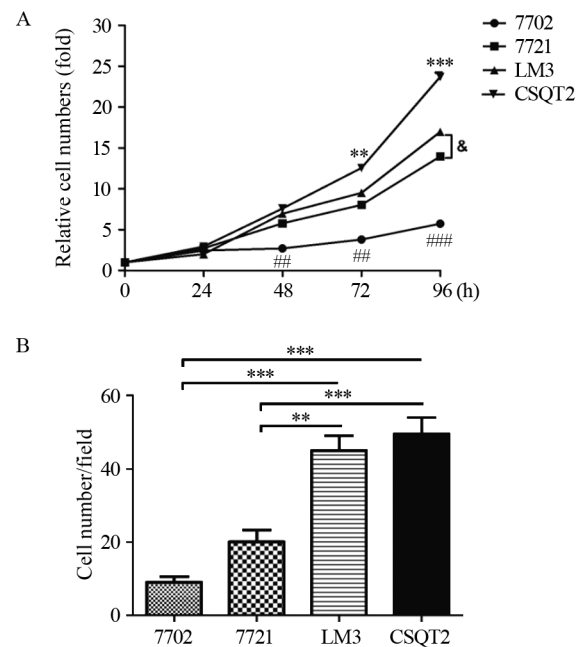 A
Relative cell numbers (fold)
30
25
20
15
10
5
0
0 24 48 72 96 (h)
7702
7721
LM3
CSQT2
***
**
&
## ## ###
B
***
***
***
**
Cell number/field
60
40
20
0
7702 7721 LM3 CSQT2